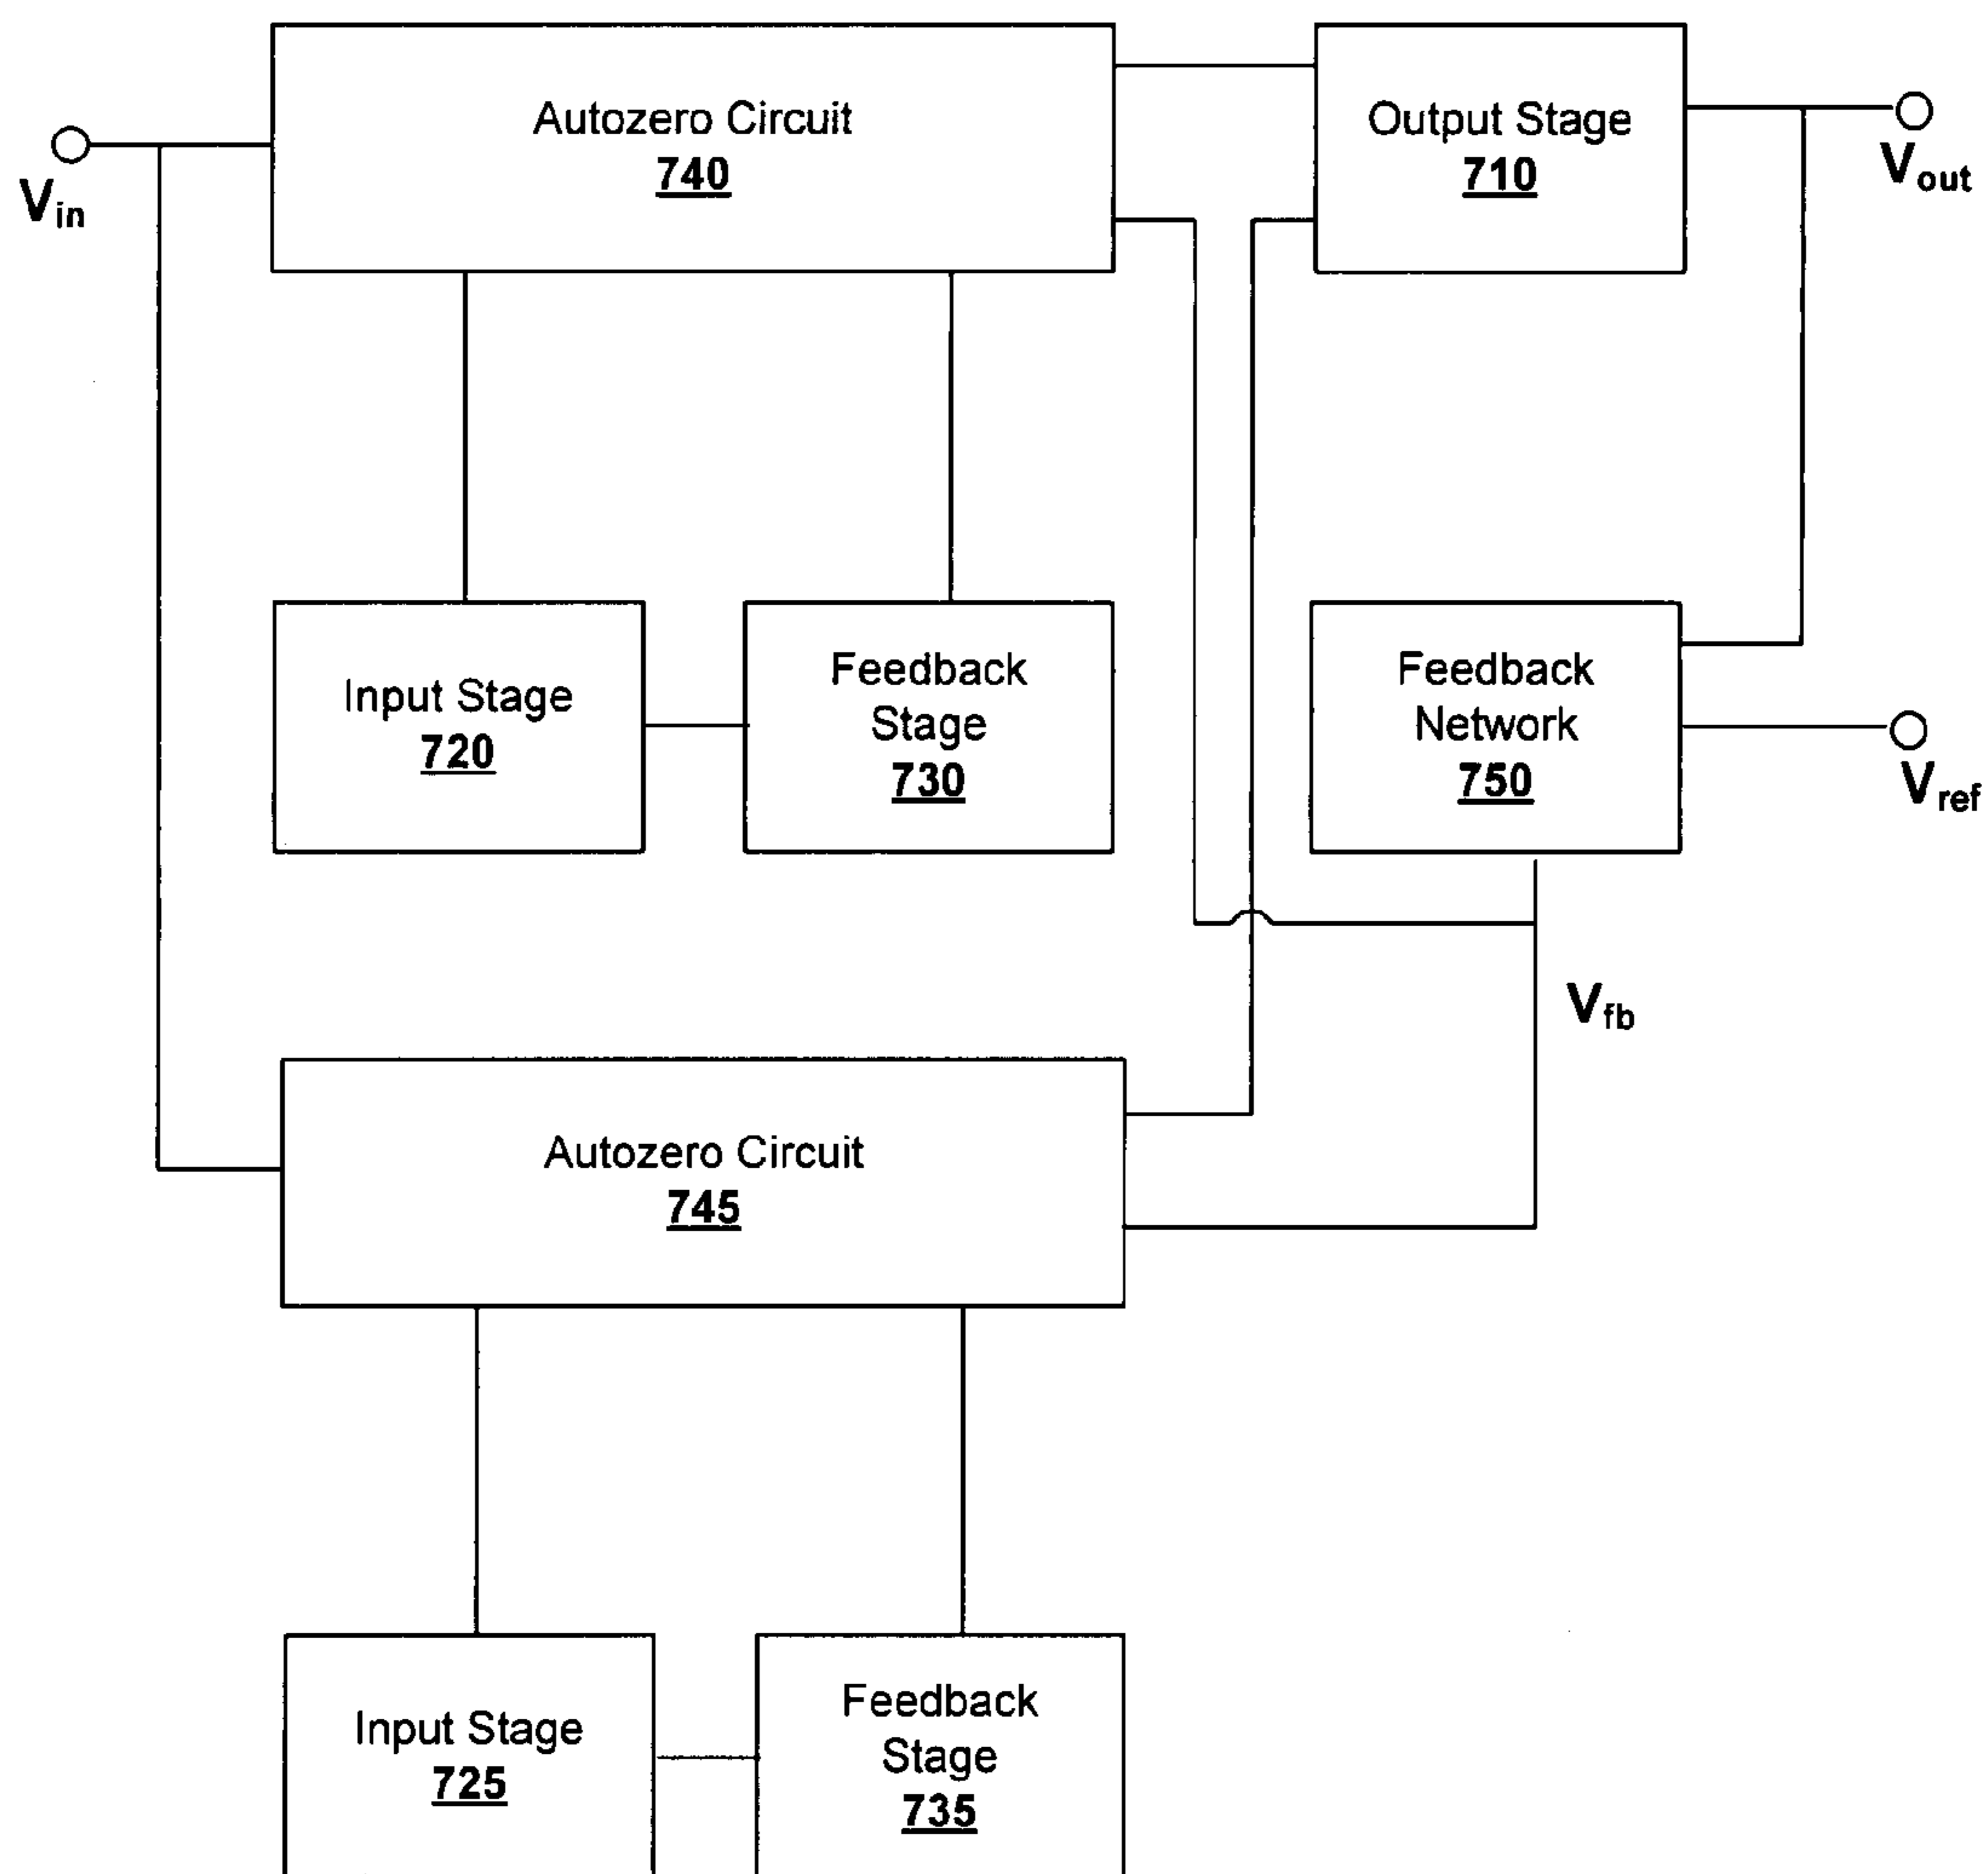 Autozero Circuit
740
Output Stage
710
Vin
Vout
Input Stage
720
Feedback
Stage
730
Feedback
Network
750
Vref
Vfb
Autozero Circuit
745
Input Stage
725
Feedback
Stage
735